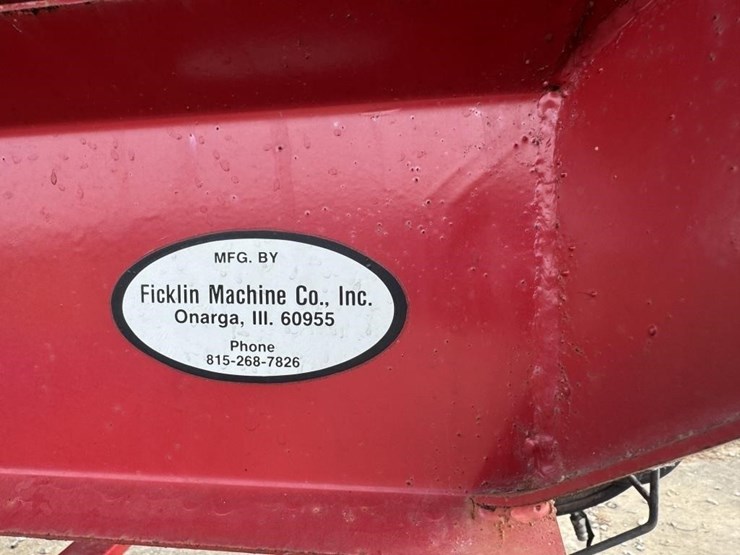 MFG. BY
Ficklin Machine Co., Inc.
Onarga, Ill. 60955
Phone
815-268-7826